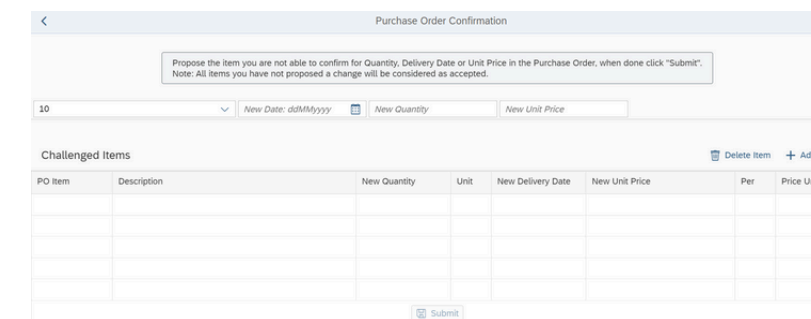 Purchase Order Confirmation
Propose the item you are not able to confirm for Quantity, Delivery Date or Unit Price in the Purchase Order, when done click "Submit".
Note: All items you have not proposed a change will be considered as accepted.
10 New Date: ddMMyyyy New Quantity New Unit Price
Challenged Items Delete Item + Ad
PO Item Description New Quantity Unit New Delivery Date New Unit Price Per Price U
Submit